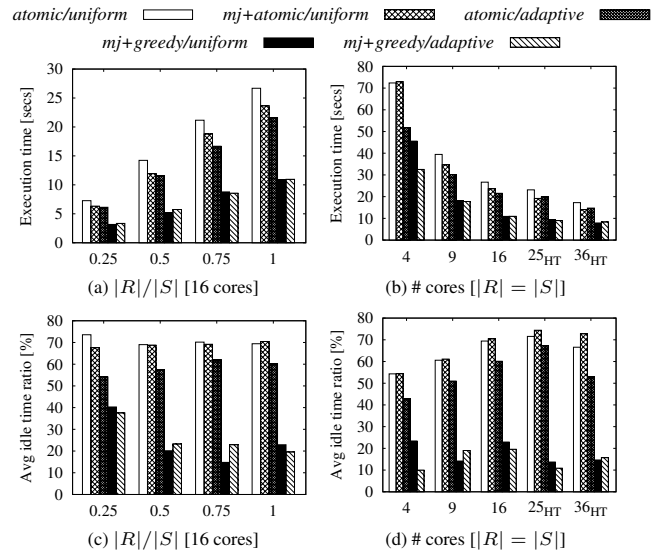 atomic/uniform mj+atomic/uniform atomic/adaptive
mj+greedy/uniform mj+greedy/adaptive
Execution time [secs]
30
25
20
15
10
5
0
0.25 0.5 0.75 1
(a) |R|/|S| [16 cores]
Execution time [secs]
80
70
60
50
40
30
20
10
0
4 9 16 25HT 36HT
(b) # cores [|R| = |S|]
Avg idle time ratio [%]
80
70
60
50
40
30
20
10
0
0.25 0.5 0.75 1
(c) |R|/|S| [16 cores]
Avg idle time ratio [%]
80
70
60
50
40
30
20
10
0
4 9 16 25HT 36HT
(d) # cores [|R| = |S|]